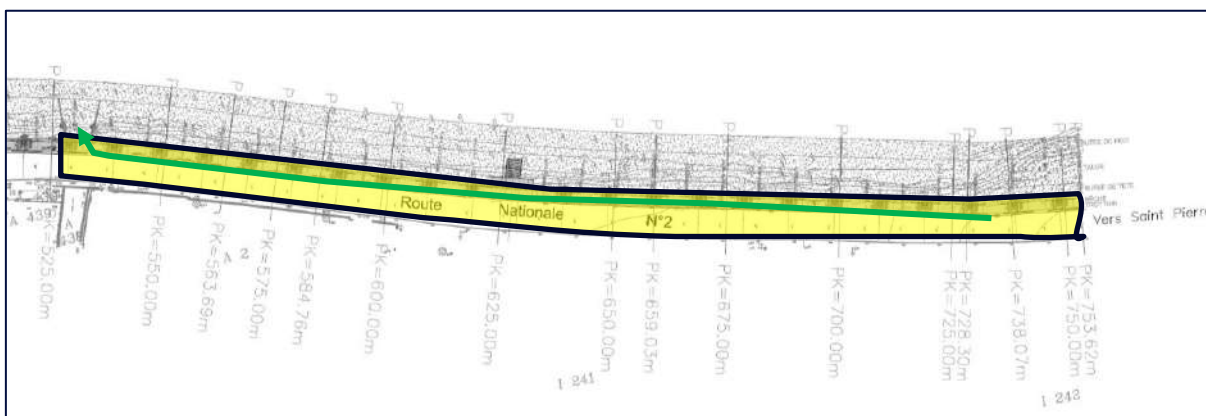 Route Nationale N°2
Vers Saint Pierre
A 439
A 2
PK=525.00m
PK=550.00m
PK=563.69m
PK=575.00m
PK=584.76m
PK=600.00m
PK=625.00m
PK=650.00m
PK=659.03m
PK=675.00m
PK=700.00m
PK=725.00m
PK=728.30m
PK=738.07m
PK=750.00m
PK=753.62m
I 241
I 242